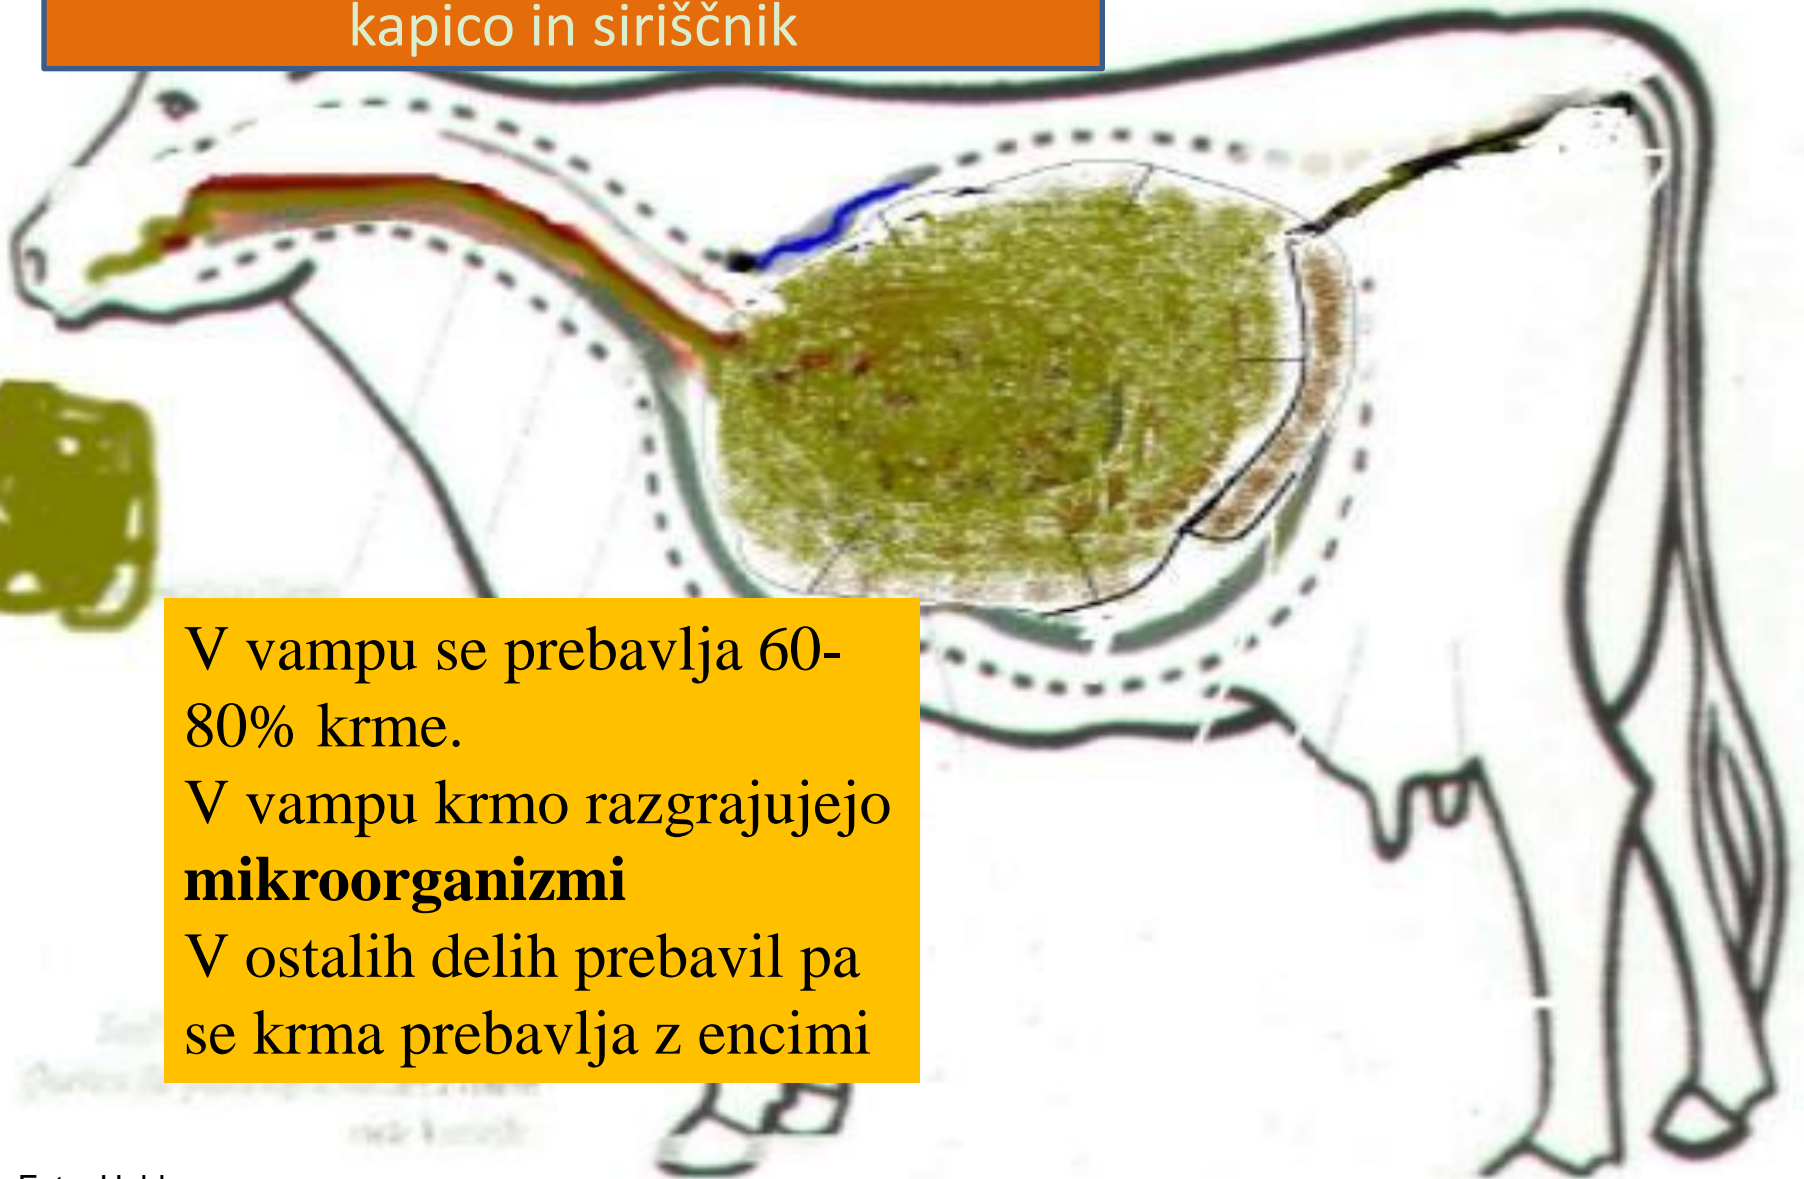 kapico in siriščnik
V vampu se prebavlja 60-
80% krme.
V vampu krmo razgrajujejo
mikroorganizmi
V ostalih delih prebavil pa
se krma prebavlja z encimi